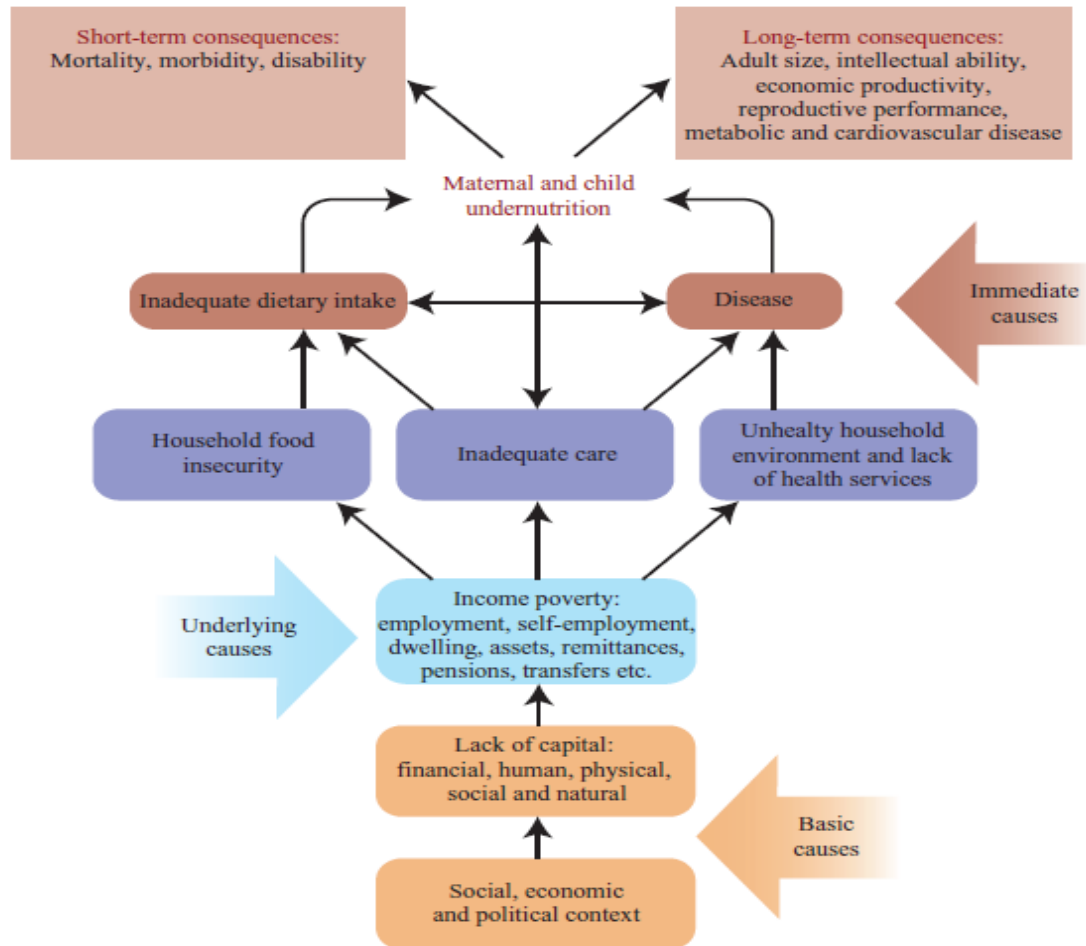 Short-term consequences:
Mortality, morbidity, disability
Long-term consequences:
Adult size, intellectual ability,
economic productivity,
reproductive performance,
metabolic and cardiovascular disease
Maternal and child
undernutrition
Inadequate dietary intake
Disease
Immediate
causes
Household food
insecurity
Inadequate care
Unhealty household
environment and lack
of health services
Underlying
causes
Income poverty:
employment, self-employment,
dwelling, assets, remittances,
pensions, transfers etc.
Lack of capital:
financial, human, physical,
social and natural
Basic
causes
Social, economic
and political context